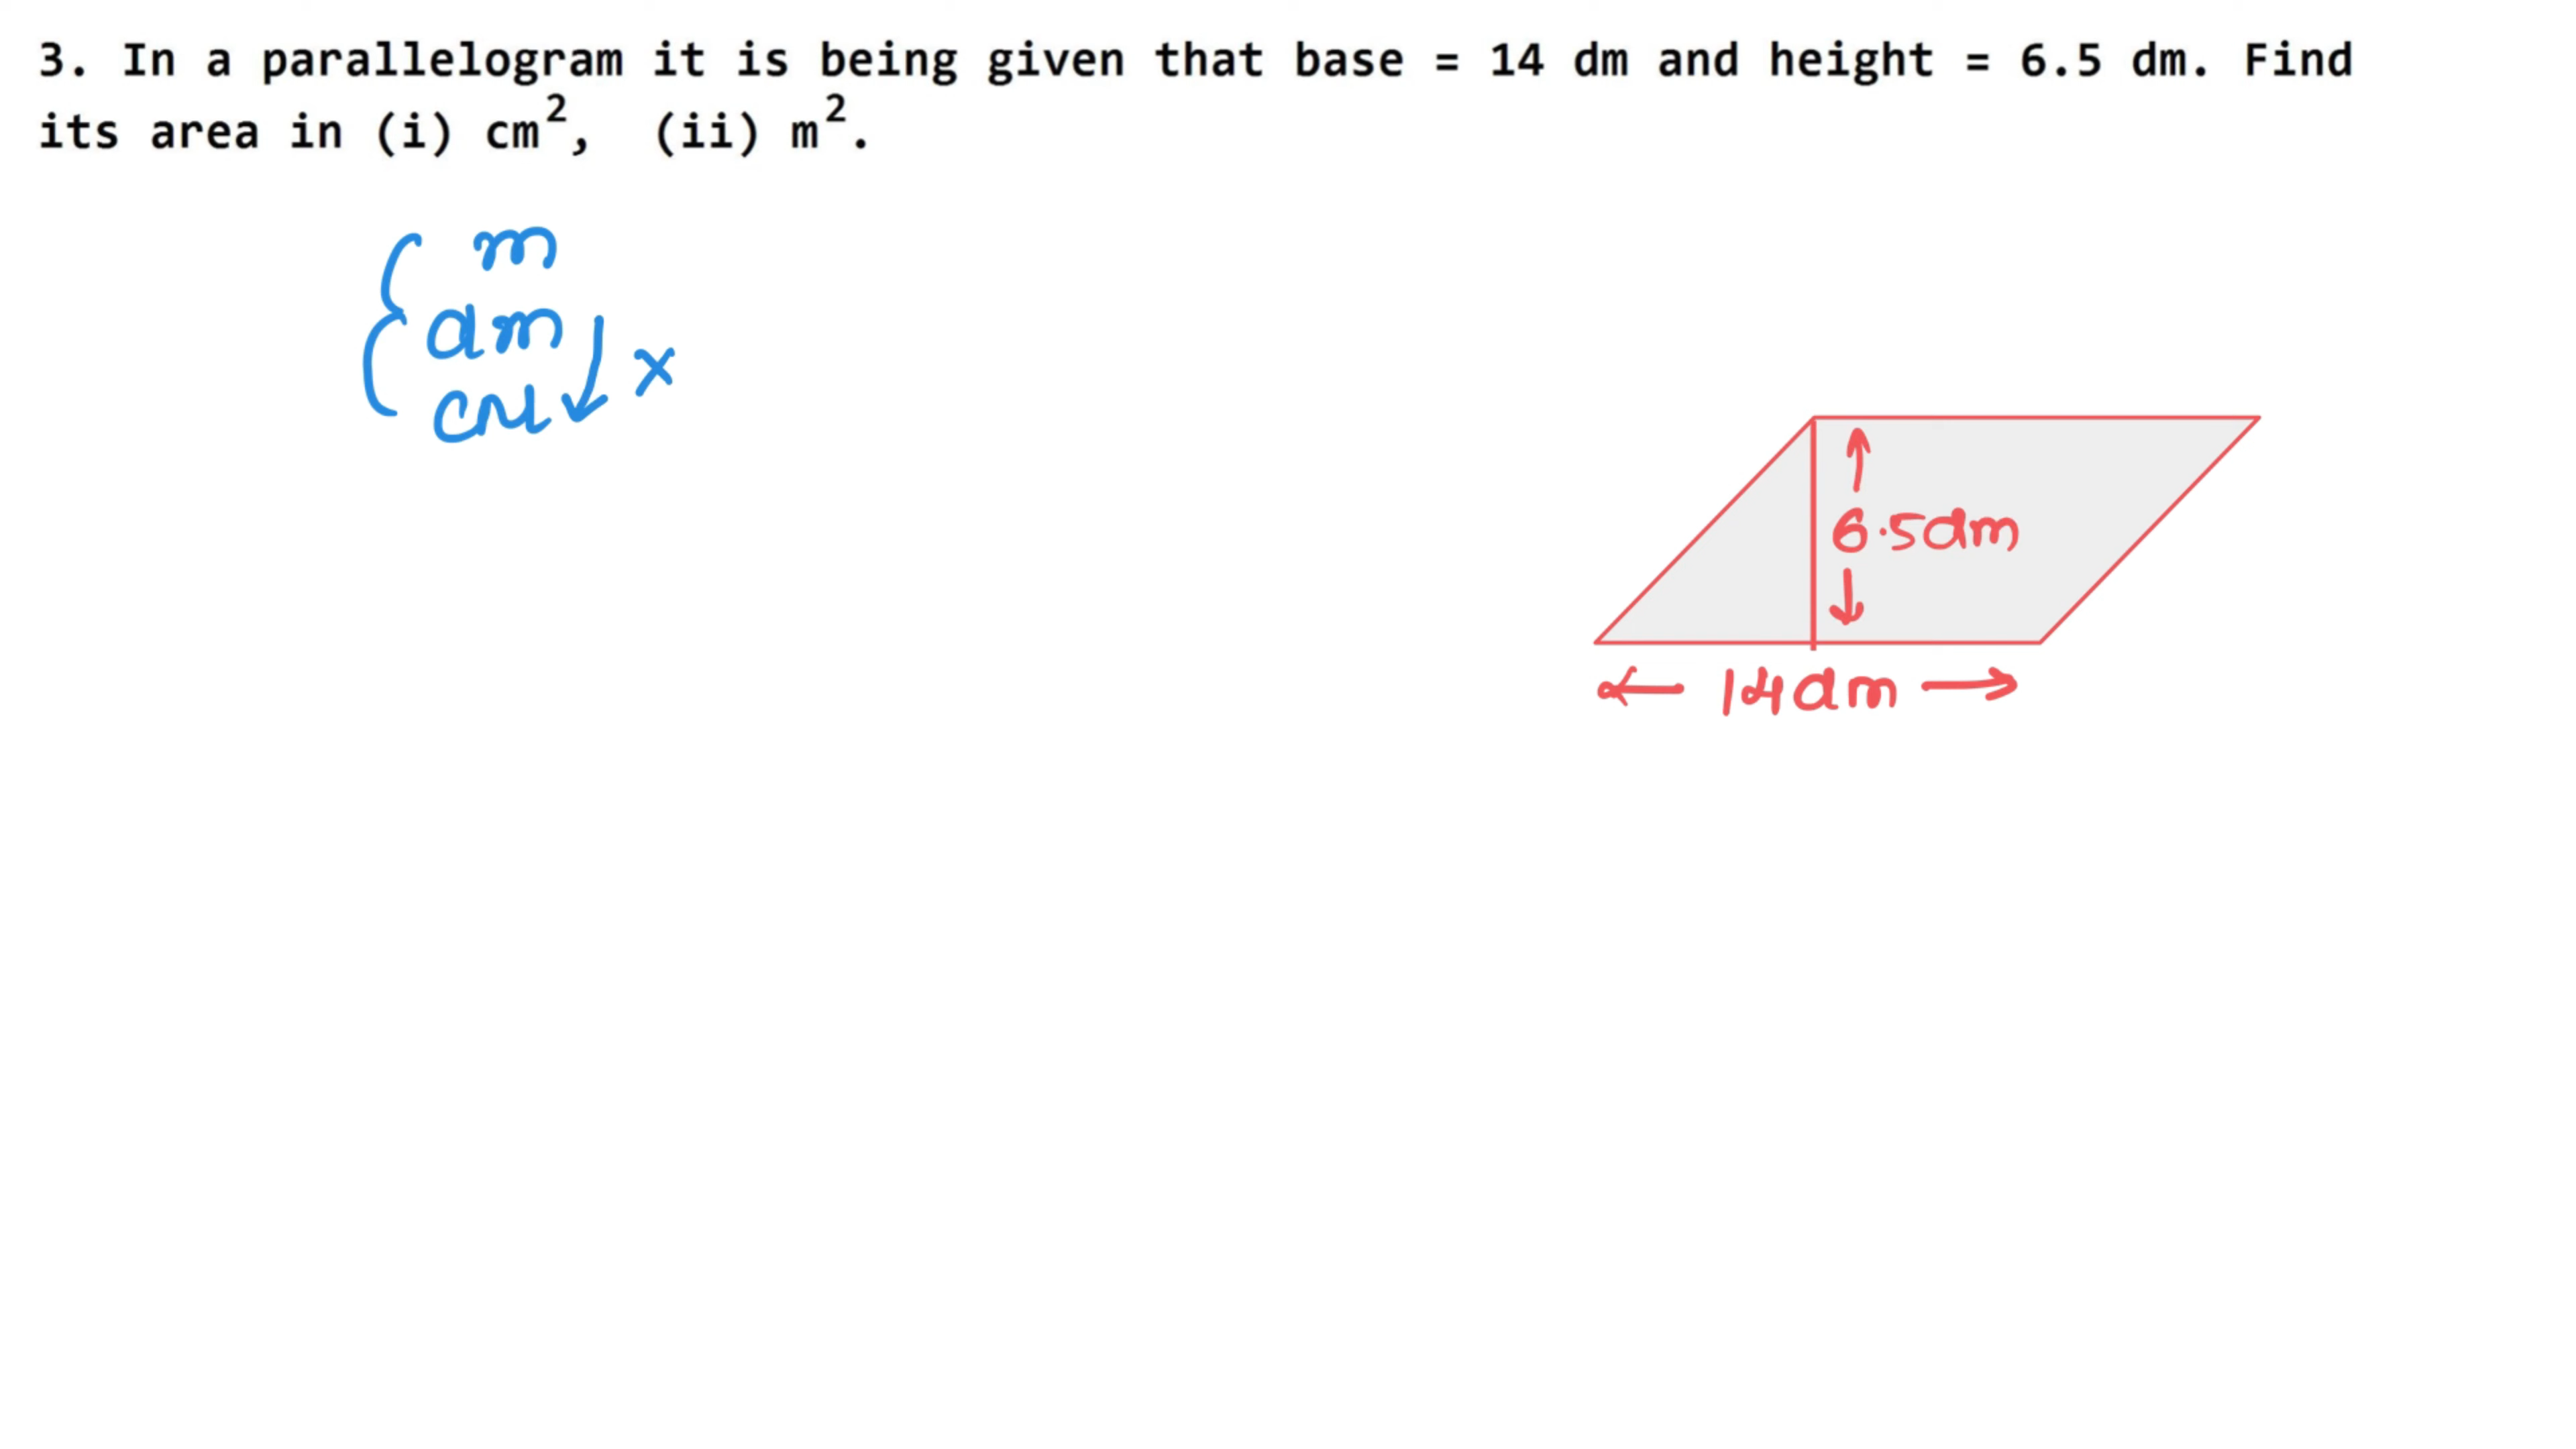 3. In a parallelogram it is being given that base = 14 dm and height = 6.5 dm. Find
its area in (i) cm², (ii) m².
m
dm
cm
×
6.5dm
14dm